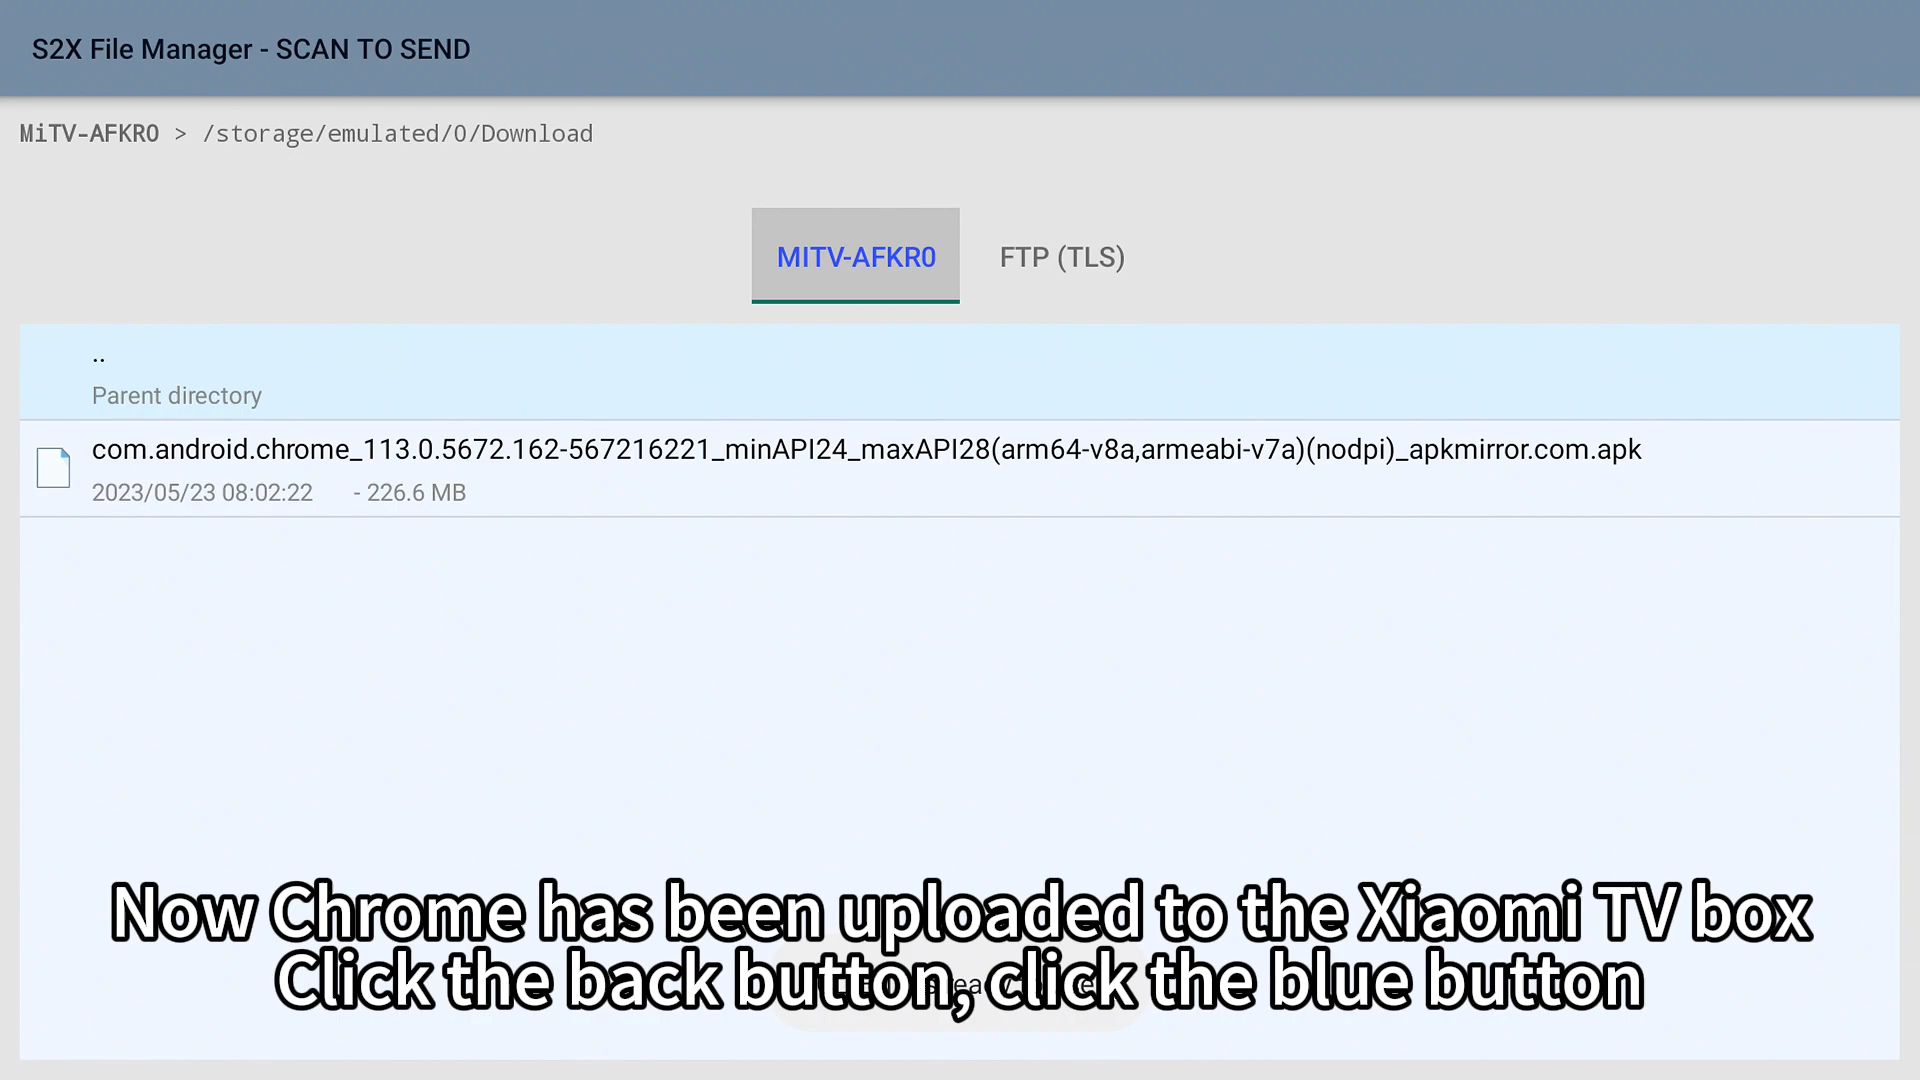 S2X File Manager - SCAN TO SEND
MiTV-AFKR0 > /storage/emulated/0/Download
MITV-AFKR0
FTP (TLS)
..
Parent directory
com.android.chrome_113.0.5672.162-567216221_minAPI24_maxAPI28(arm64-v8a,armeabi-v7a)(nodpi)_apkmirror.com.apk
2023/05/23 08:02:22 - 226.6 MB
Now Chrome has been uploaded to the Xiaomi TV box
Click the back button, click the blue button